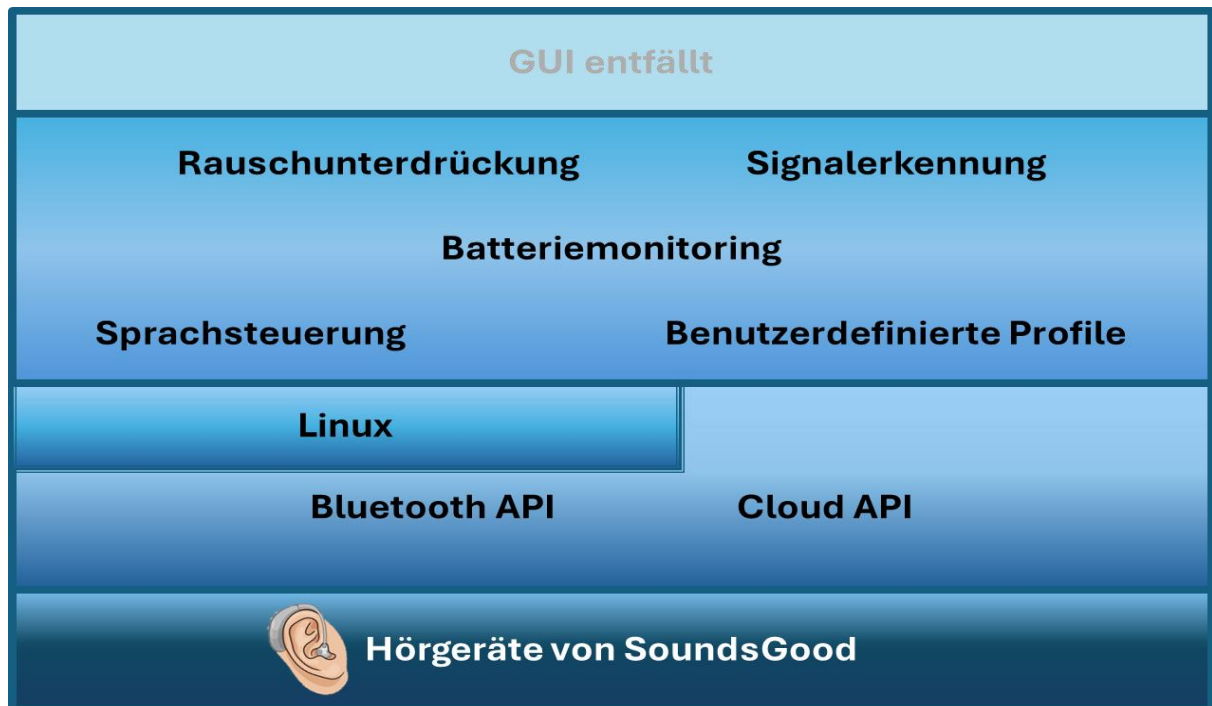 GUI entfällt
Rauschunterdrückung Signalerkennung
Batteriemonitoring
Sprachsteuerung Benutzerdefinierte Profile
Linux
Bluetooth API Cloud API
Hörgeräte von SoundsGood